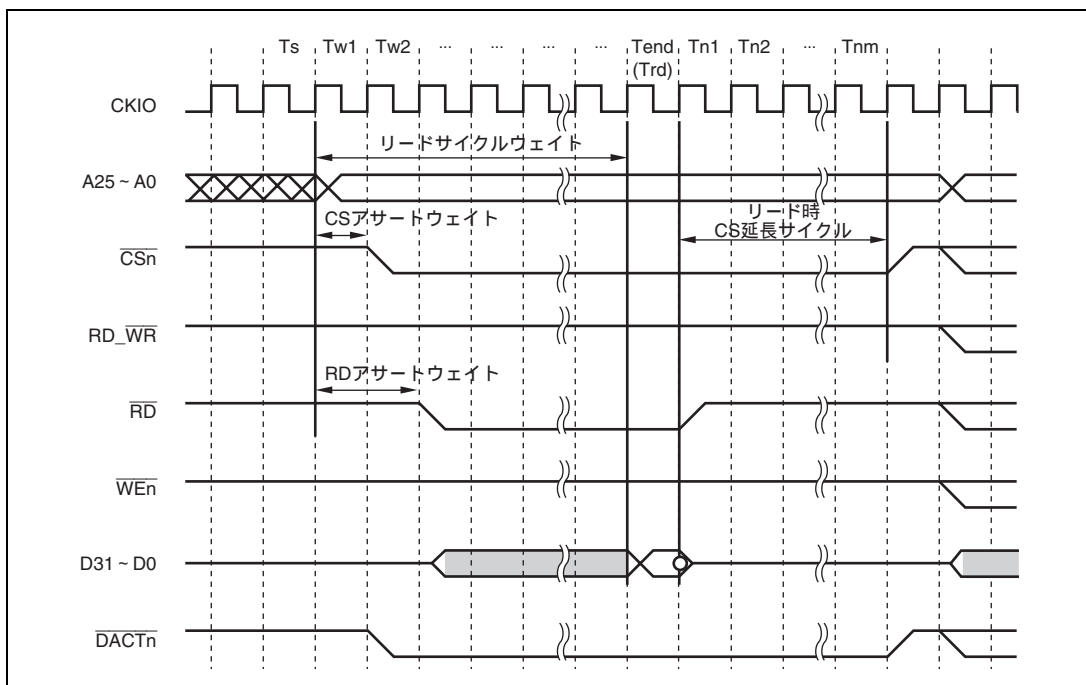 Ts Tw1 Tw2 ... ... ... ... Tend Tn1 Tn2 ... Tnm
(Trd)
CKIO
リードサイクルウェイト
A25 ~ A0
リード時
CSアサートウェイト
CS延長サイクル
CSn
RD_WR
RDアサートウェイト
RD
WEn
D31 ~ D0
DACTn